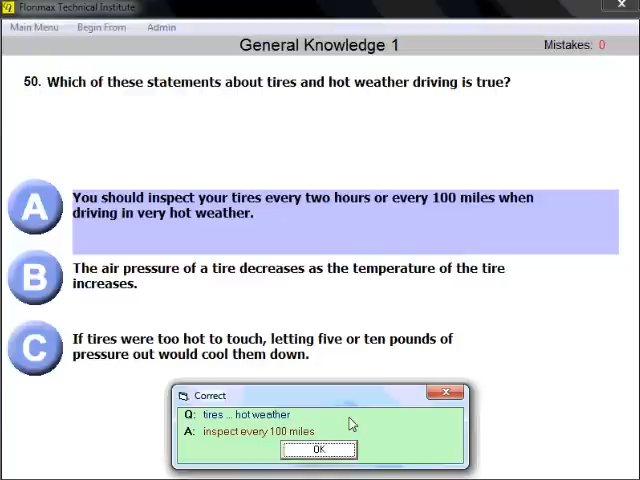 Florimax Technical Institute
Main Menu Begin From Admin
General Knowledge 1 Mistakes: 0
50. Which of these statements about tires and hot weather driving is true?
A You should inspect your tires every two hours or every 100 miles when
driving in very hot weather.
B The air pressure of a tire decreases as the temperature of the tire
increases.
C If tires were too hot to touch, letting five or ten pounds of
pressure out would cool them down.
Correct
Q: tires ... hot weather
A: inspect every 100 miles
OK